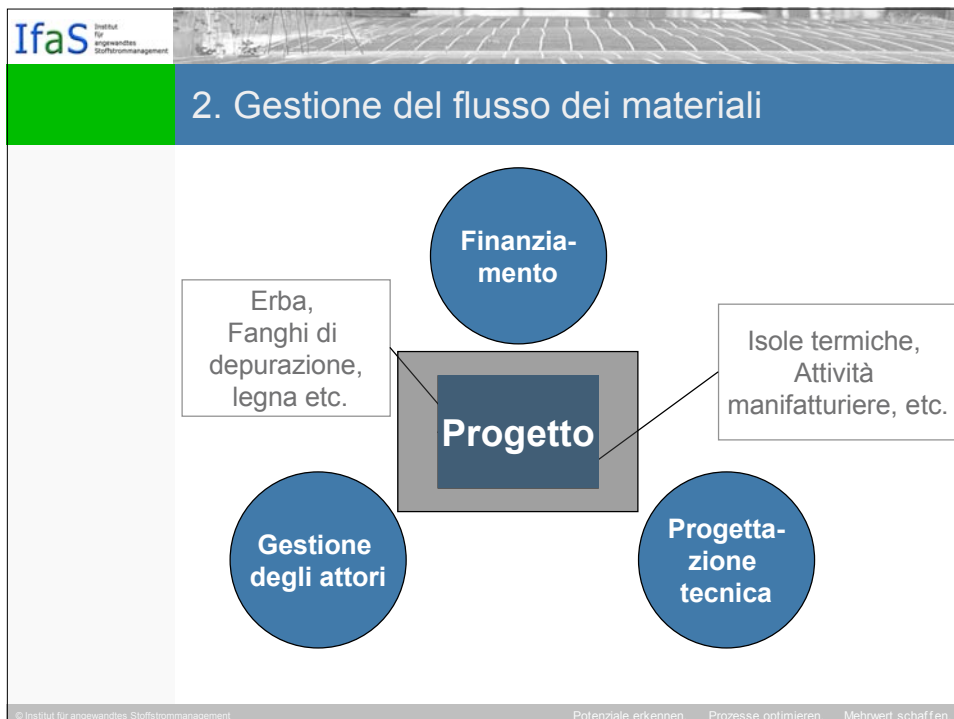 IfaS
Institut
für
angewandtes
Stoffstrommanagement
2. Gestione del flusso dei materiali
Finanzia-
mento
Erba,
Fanghi di
depurazione,
legna etc.
Isole termiche,
Attività
manifatturiere, etc.
Progetto
Gestione
degli attori
Progetta-
zione
tecnica
© Institut für angewandtes Stoffstrommanagement
Potenziale erkennen Prozesse optimieren Mehrwert schaffen